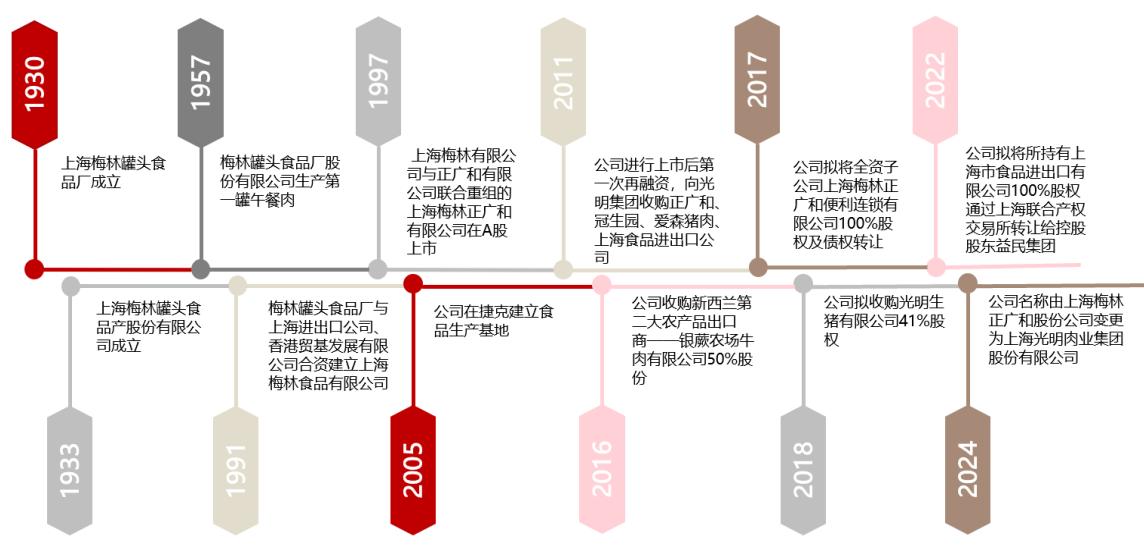 1930
上海梅林罐头食
品厂成立
1957
梅林罐头食品厂股
份有限公司生产第
一罐午餐肉
1997
上海梅林有限公
司与正广和有限
公司联合重组的
上海梅林正广和
有限公司在A股
上市
2011
公司进行上市后第
一次再融资，向光
明集团收购正广和、
冠生园、爱森猪肉、
上海食品进出口公
司
2017
公司拟将全资子
公司上海梅林正
广和便利连锁有
限公司100%股
权及债权转让
2022
公司拟将所持有上
海市食品进出口有
限公司100%股权
通过上海联合产权
交易所转让给控股
股东益民集团
上海梅林罐头食
品产股份有限公
司成立
1933
梅林罐头食品厂与
上海进出口公司、
香港贸基发展有限
公司合资建立上海
梅林食品有限公司
1991
公司在捷克建立食
品生产基地
2005
公司收购新西兰第
二大农产品出口
商——银蕨农场牛
肉有限公司50%股
份
2016
公司拟收购光明生
猪有限公司41%股
权
2018
公司名称由上海梅林
正广和股份公司变更
为上海光明肉业集团
股份有限公司
2024